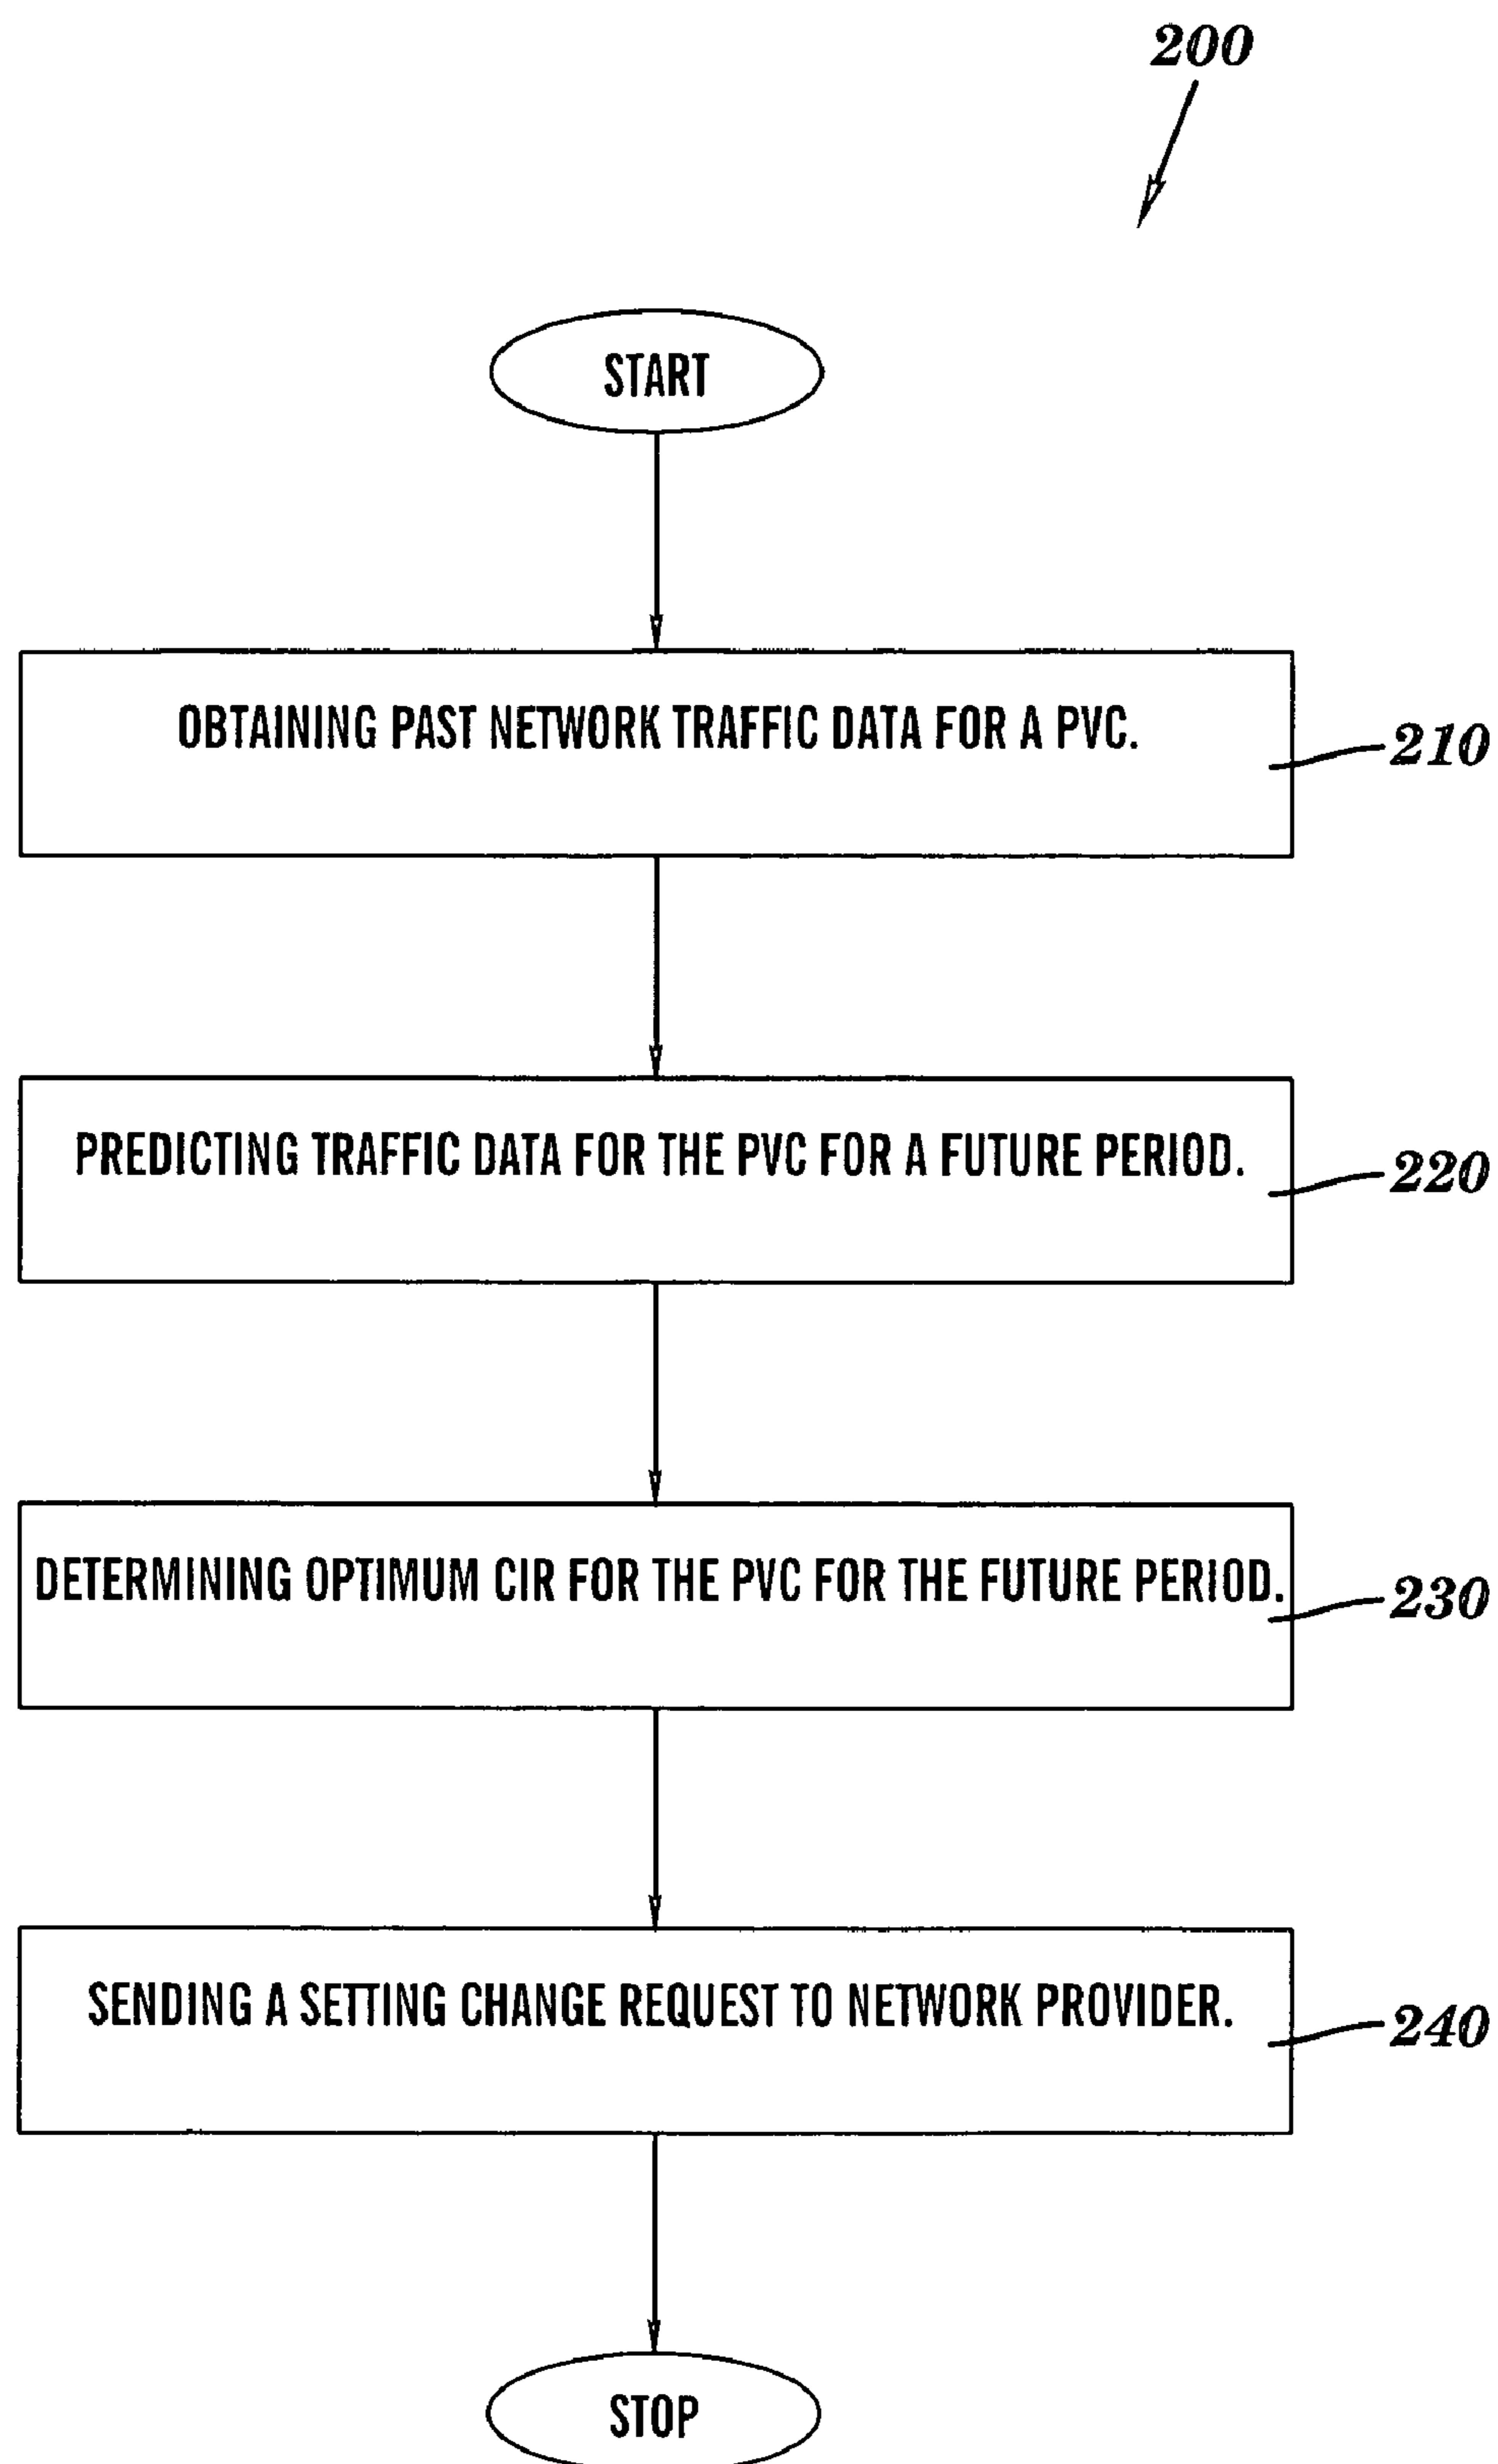 200
START
OBTAINING PAST NETWORK TRAFFIC DATA FOR A PVC.
210
PREDICTING TRAFFIC DATA FOR THE PVC FOR A FUTURE PERIOD.
220
DETERMINING OPTIMUM CIR FOR THE PVC FOR THE FUTURE PERIOD.
230
SENDING A SETTING CHANGE REQUEST TO NETWORK PROVIDER.
240
STOP